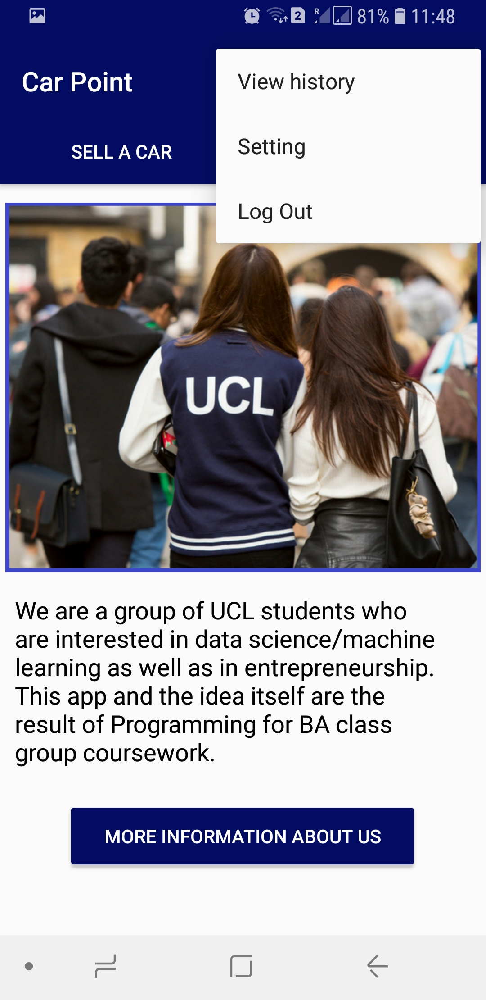 2 R 81% 11:48
Car Point
View history
SELL A CAR
Setting
Log Out
UCL
We are a group of UCL students who
are interested in data science/machine
learning as well as in entrepreneurship.
This app and the idea itself are the
result of Programming for BA class
group coursework.
MORE INFORMATION ABOUT US